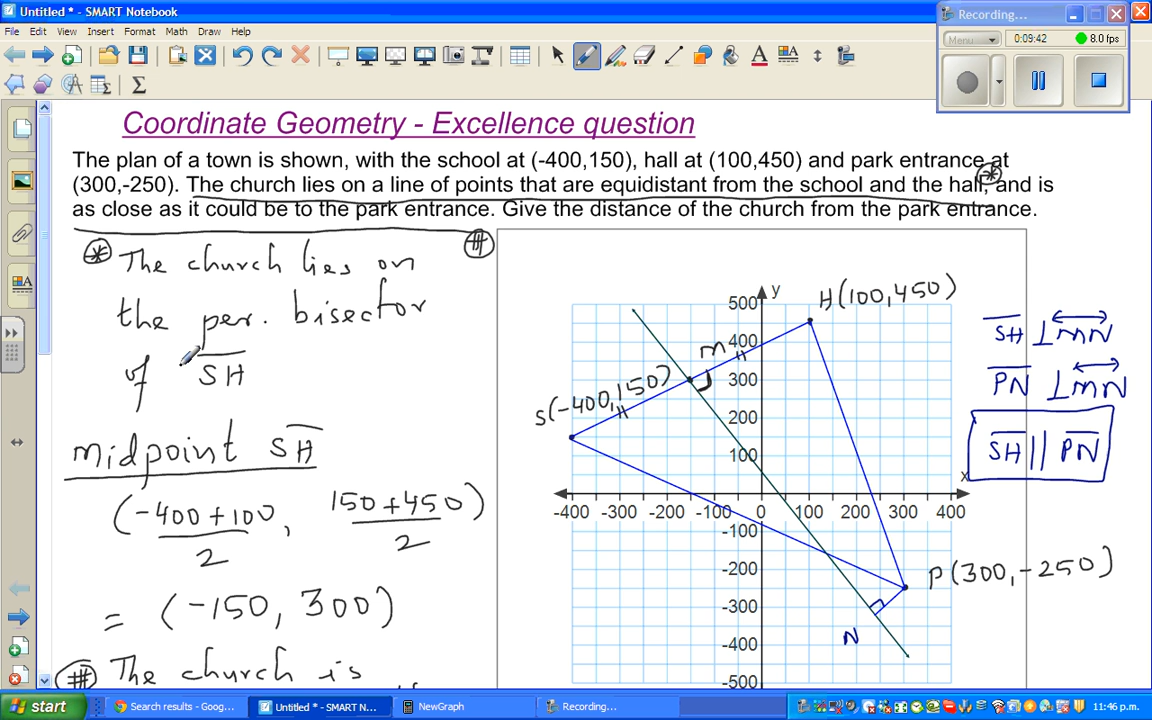 Untitled * - SMART Notebook
File Edit View Insert Format Math Draw Help
Recording...
Menu 0:09:42 8.0 fps
Coordinate Geometry - Excellence question
The plan of a town is shown, with the school at (-400,150), hall at (100,450) and park entrance at
(300,-250). The church lies on a line of points that are equidistant from the school and the hall, and is
as close as it could be to the park entrance. Give the distance of the church from the park entrance.
* The church lies on
the per. bisector
of SH
midpoint SH
(-400+100, 150+450)
2 2
= (-150, 300)
# The church is
#
*
y
500
400
300
200
100
-400 -300 -200 -100 0 100 200 300 400
x
-100
-200
-300
-400
-500
H(100,450)
M
S(-400,150)
P(300,-250)
N
SH ⊥ MN
PN ⊥ MN
SH || PN
start
Search results - Goog...
Untitled * - SMART N...
NewGraph
Recording...
11:46 p.m.